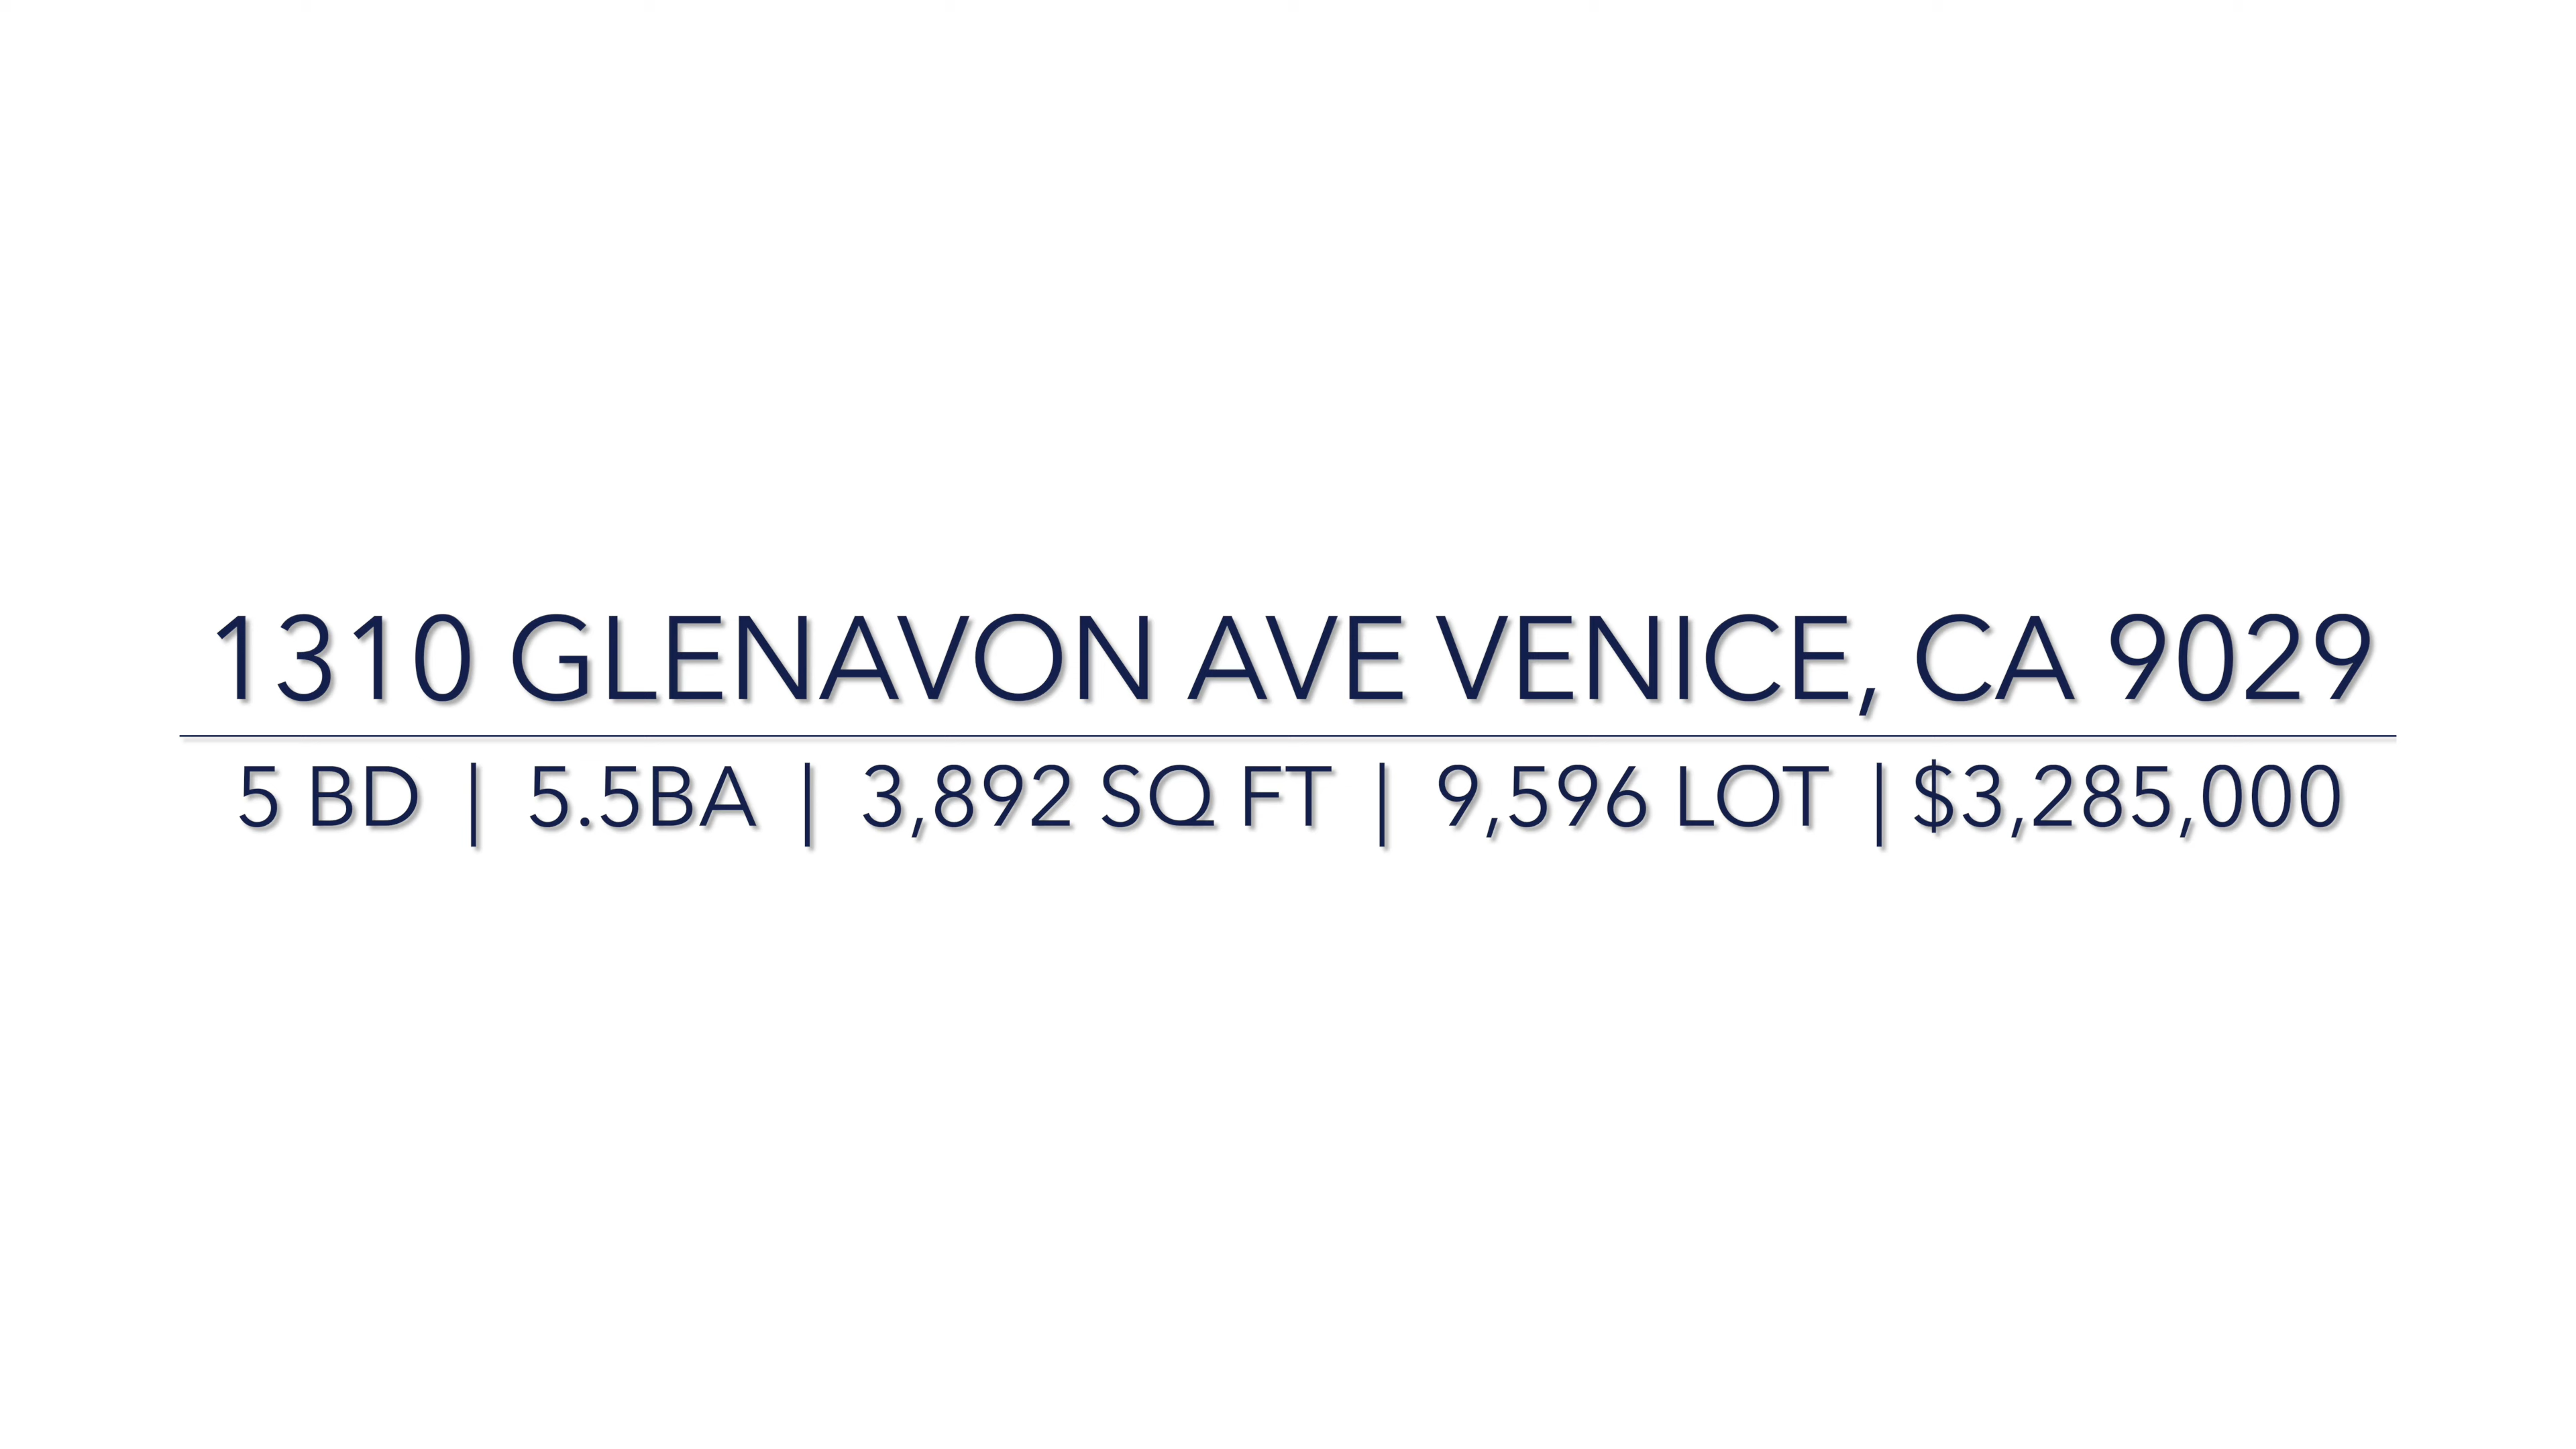 1310 GLENAVON AVE VENICE, CA 9029
5 BD | 5.5BA | 3,892 SQ FT | 9,596 LOT | $3,285,000